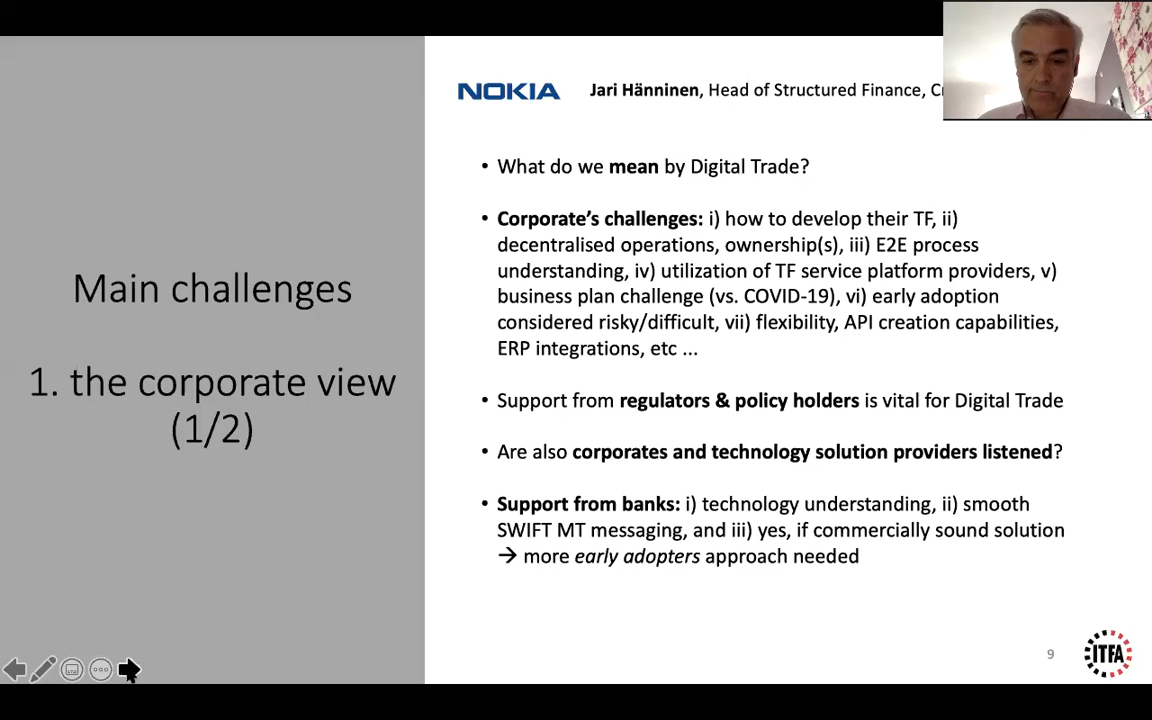 NOKIA
Jari Hänninen, Head of Structured Finance,
• What do we mean by Digital Trade?
• Corporate’s challenges: i) how to develop their TF, ii)
decentralised operations, ownership(s), iii) E2E process
understanding, iv) utilization of TF service platform providers, v)
business plan challenge (vs. COVID-19), vi) early adoption
considered risky/difficult, vii) flexibility, API creation capabilities,
ERP integrations, etc ...
• Support from regulators & policy holders is vital for Digital Trade
• Are also corporates and technology solution providers listened?
• Support from banks: i) technology understanding, ii) smooth
SWIFT MT messaging, and iii) yes, if commercially sound solution
→ more early adopters approach needed
Main challenges
1. the corporate view
(1/2)
9
ITFA